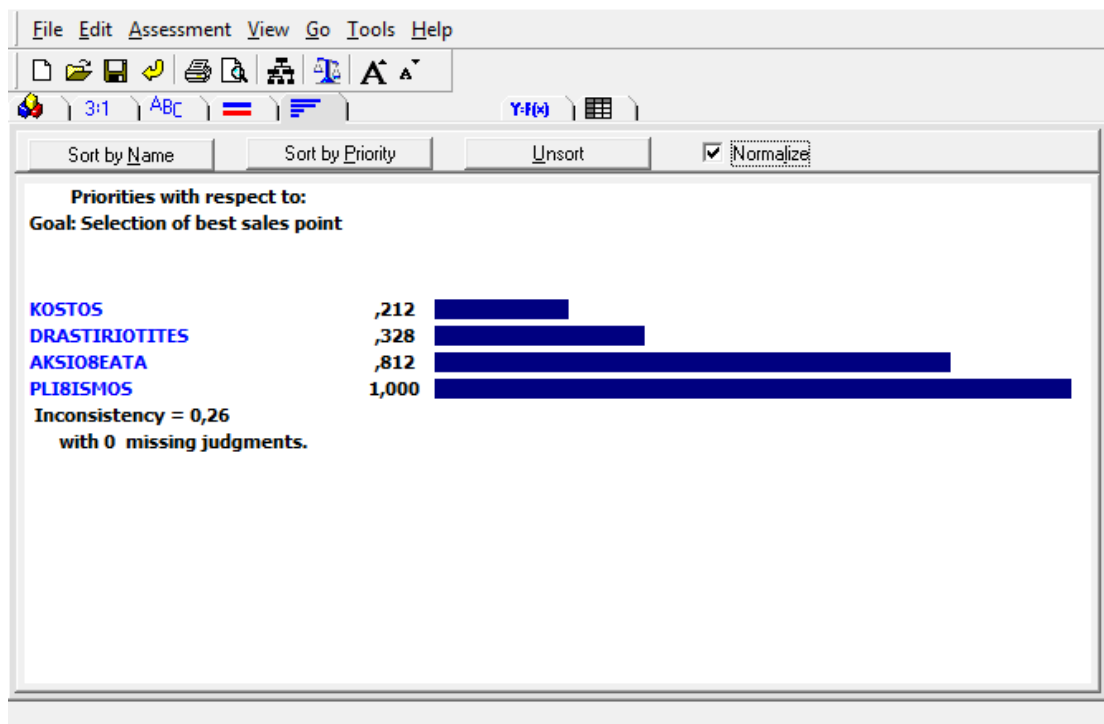 File Edit Assessment View Go Tools Help
A A
3:1 ABC Y=F(x)
Sort by Name Sort by Priority Unsort Normalize
Priorities with respect to:
Goal: Selection of best sales point
KOSTOS ,212
DRASTIRIOTITES ,328
AKSIO8EATA ,812
PLI8ISMOS 1,000
Inconsistency = 0,26
with 0 missing judgments.